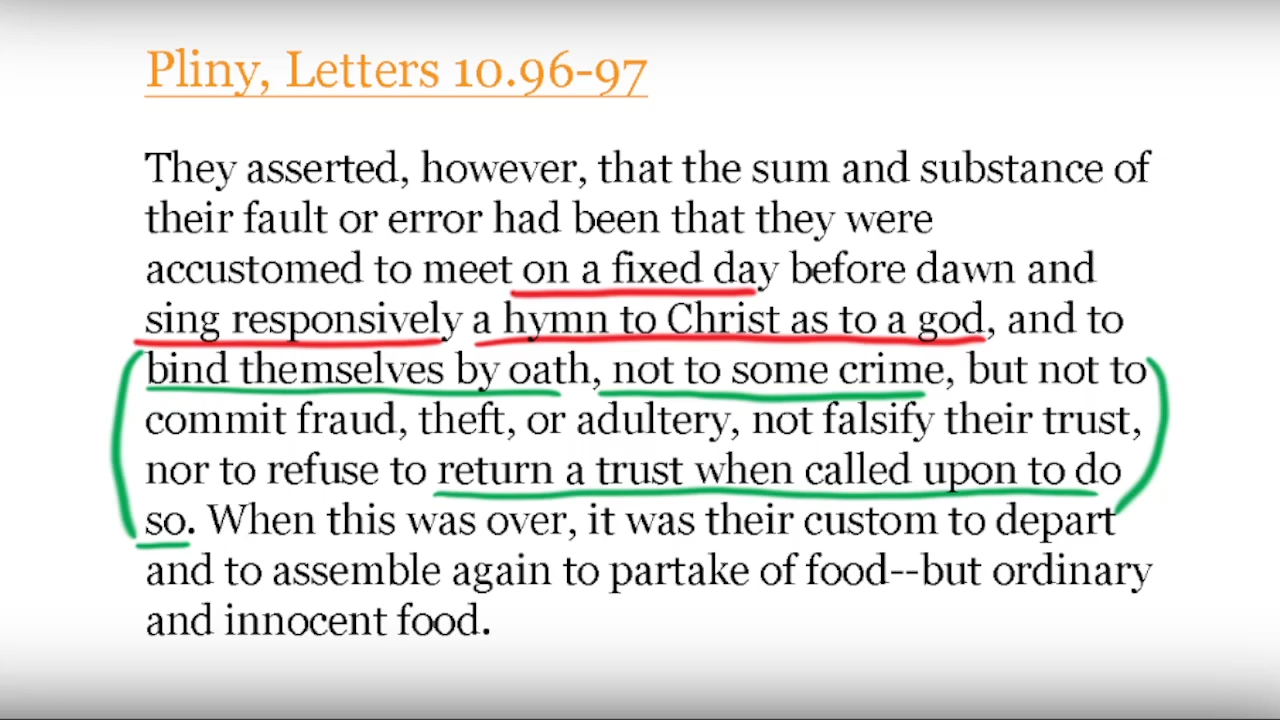 Pliny, Letters 10.96-97
They asserted, however, that the sum and substance of
their fault or error had been that they were
accustomed to meet on a fixed day before dawn and
sing responsively a hymn to Christ as to a god, and to
bind themselves by oath, not to some crime, but not to
commit fraud, theft, or adultery, not falsify their trust,
nor to refuse to return a trust when called upon to do
so. When this was over, it was their custom to depart
and to assemble again to partake of food--but ordinary
and innocent food.